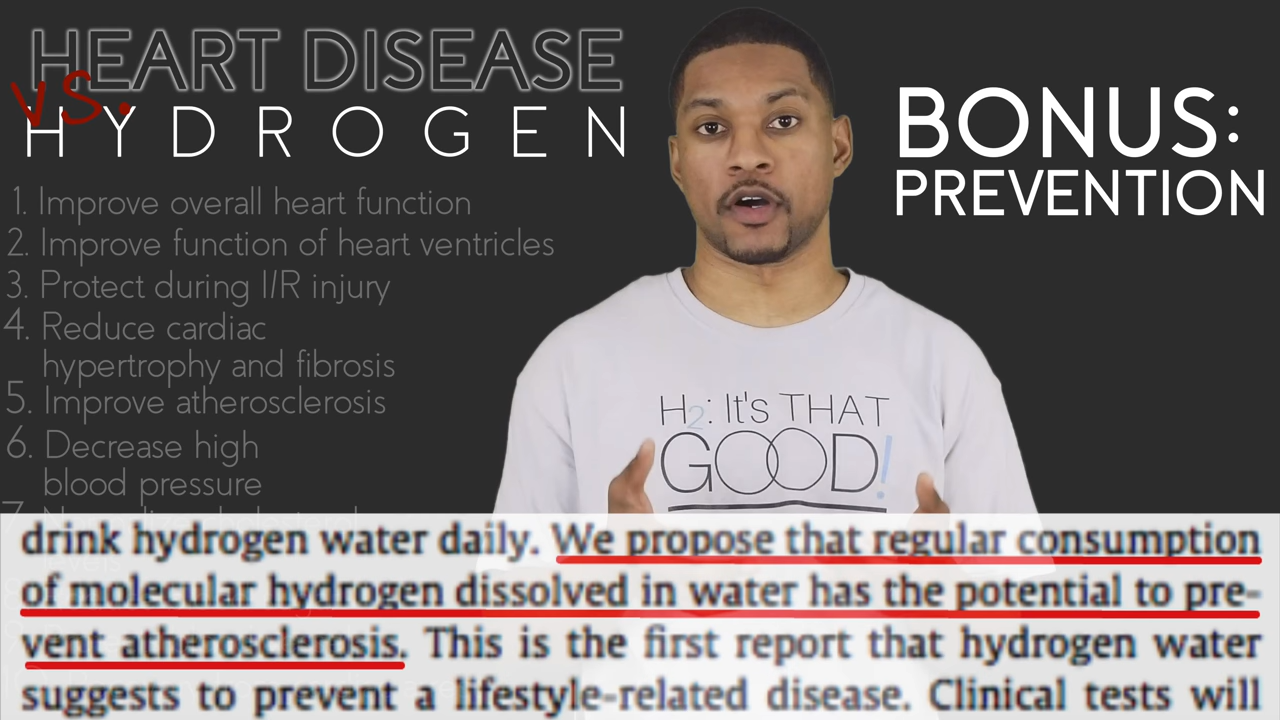 HEART DISEASE
VS.
HYDROGEN
BONUS:
PREVENTION
1. Improve overall heart function
2. Improve function of heart ventricles
3. Protect during I/R injury
4. Reduce cardiac
hypertrophy and fibrosis
5. Improve atherosclerosis
6. Decrease high
blood pressure
H2: It's THAT
GOOD!
drink hydrogen water daily. We propose that regular consumption
of molecular hydrogen dissolved in water has the potential to pre-
vent atherosclerosis. This is the first report that hydrogen water
suggests to prevent a lifestyle-related disease. Clinical tests will